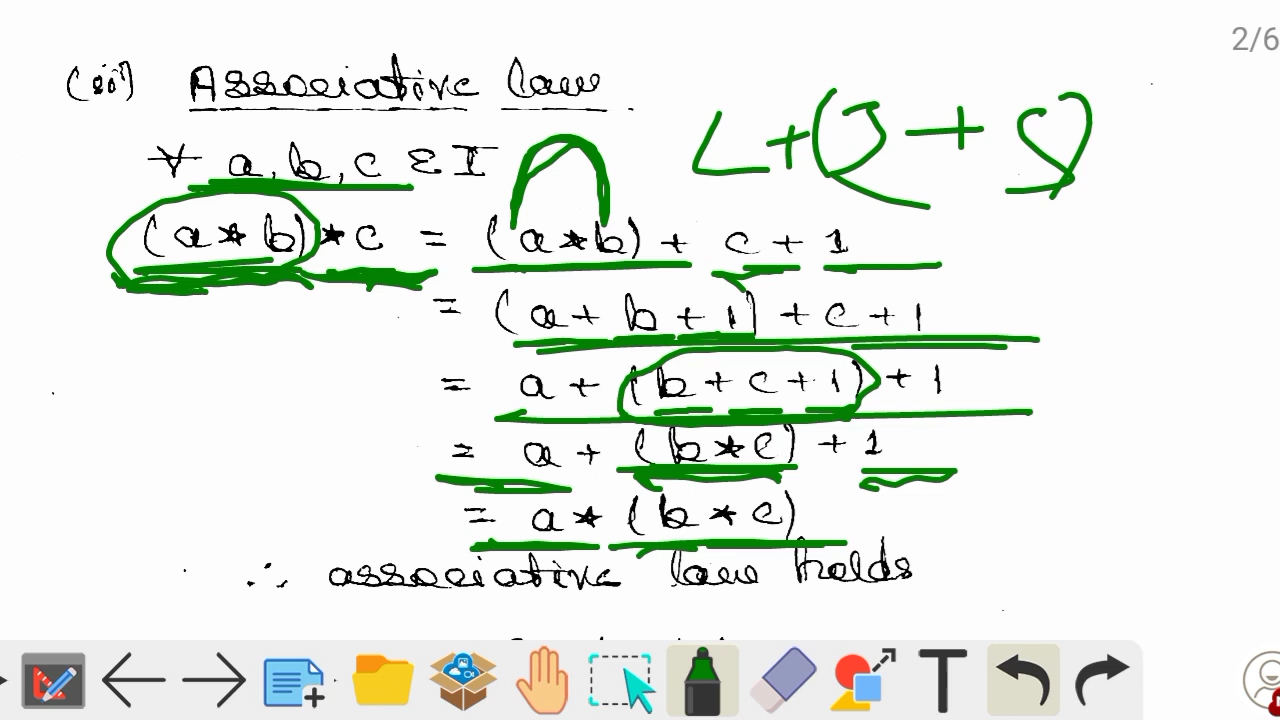 2/6
(iii) Associative law
∀ a, b, c ε I
(a * b) * c = (a * b) + c + 1
= (a + b + 1) + c + 1
= a + (b + c + 1) + 1
= a + (b * c) + 1
= a * (b * c)
∴ associative law holds
T